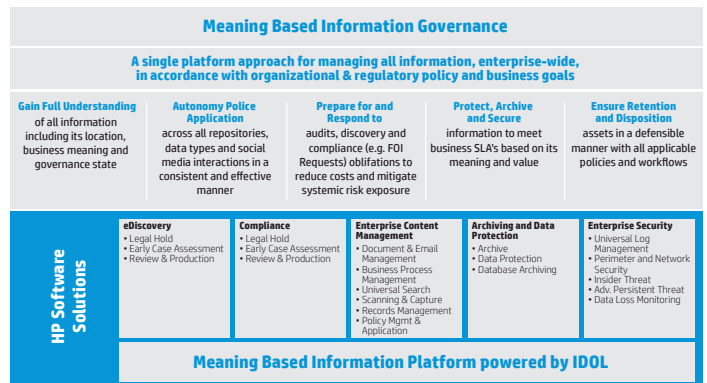 Meaning Based Information Governance
A single platform approach for managing all information, enterprise-wide,
in accordance with organizational & regulatory policy and business goals
Gain Full Understanding
of all information
including its location,
business meaning and
governance state
Autonomy Police
Application
across all repositories,
data types and social
media interactions in a
consistent and effective
manner
Prepare for and
Respond to
audits, discovery and
compliance (e.g. FOI
Requests) oblifations to
reduce costs and mitigate
systemic risk exposure
Protect, Archive
and Secure
information to meet
business SLA's based on its
meaning and value
Ensure Retention
and Disposition
assets in a defensible
manner with all applicable
policies and workflows
HP Software
Solutions
eDiscovery
• Legal Hold
• Early Case Assessment
• Review & Production
Compliance
• Legal Hold
• Early Case Assessment
• Review & Production
Enterprise Content
Management
• Document & Email
Management
• Business Process
Management
• Universal Search
• Scanning & Capture
• Records Management
• Policy Mgmt &
Application
Archiving and Data
Protection
• Archive
• Data Protection
• Database Archiving
Enterprise Security
• Universal Log
Management
• Perimeter and Network
Security
• Insider Threat
• Adv. Persistent Threat
• Data Loss Monitoring
Meaning Based Information Platform powered by IDOL